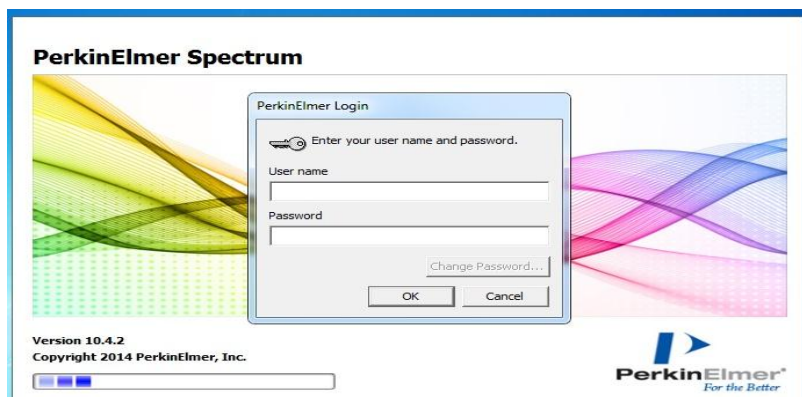 PerkinElmer Spectrum
PerkinElmer Login
Enter your user name and password.
User name
Password
Change Password...
OK Cancel
Version 10.4.2
Copyright 2014 PerkinElmer, Inc.
PerkinElmer®
For the Better